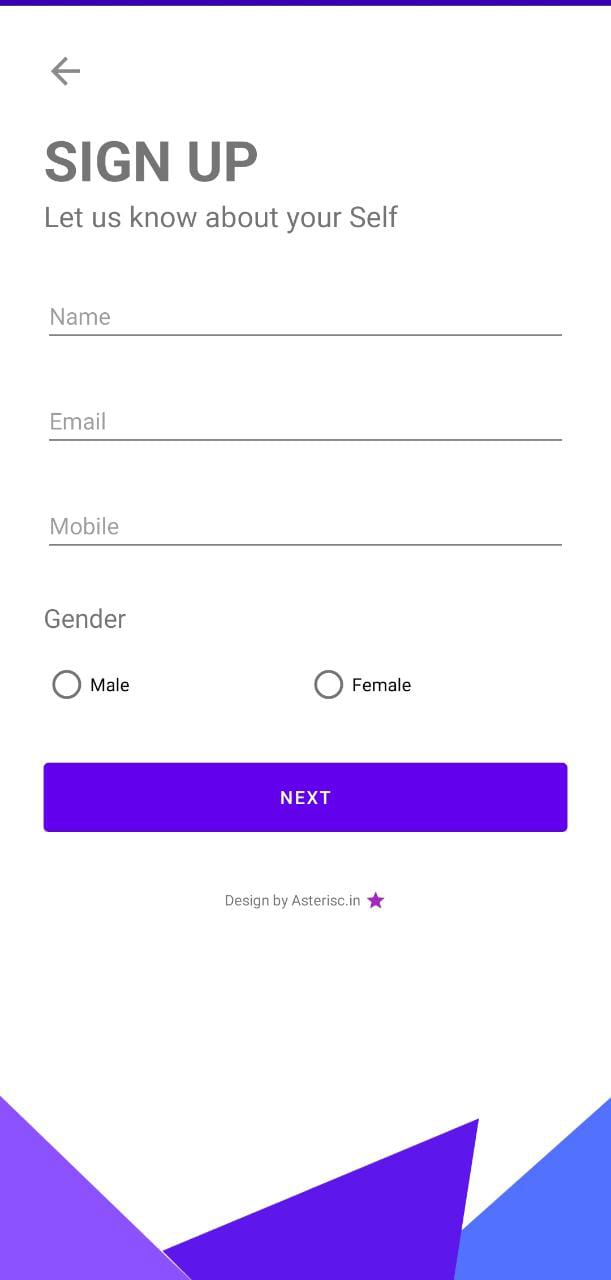 SIGN UP
Let us know about your Self
Name
Email
Mobile
Gender
Male Female
NEXT
Design by Asterisc.in